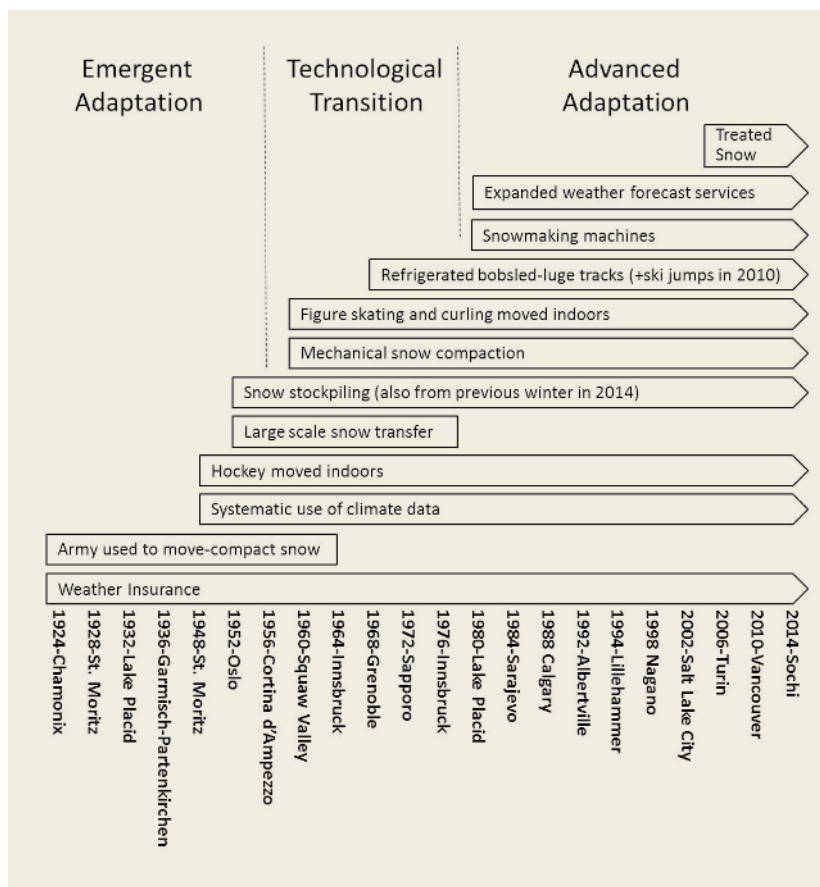 Emergent
Adaptation
Technological
Transition
Advanced
Adaptation
Treated
Snow
Expanded weather forecast services
Snowmaking machines
Refrigerated bobsled-luge tracks (+ski jumps in 2010)
Figure skating and curling moved indoors
Mechanical snow compaction
Snow stockpiling (also from previous winter in 2014)
Large scale snow transfer
Hockey moved indoors
Systematic use of climate data
Army used to move-compact snow
Weather Insurance
1924-Chamonix
1928-St. Moritz
1932-Lake Placid
1936-Garmisch-Partenkirchen
1948-St. Moritz
1952-Oslo
1956-Cortina d'Ampezzo
1960-Squaw Valley
1964-Innsbruck
1968-Grenoble
1972-Sapporo
1976-Innsbruck
1980-Lake Placid
1984-Sarajevo
1988 Calgary
1992-Albertville
1994-Lillehammer
1998 Nagano
2002-Salt Lake City
2006-Turin
2010-Vancouver
2014-Sochi